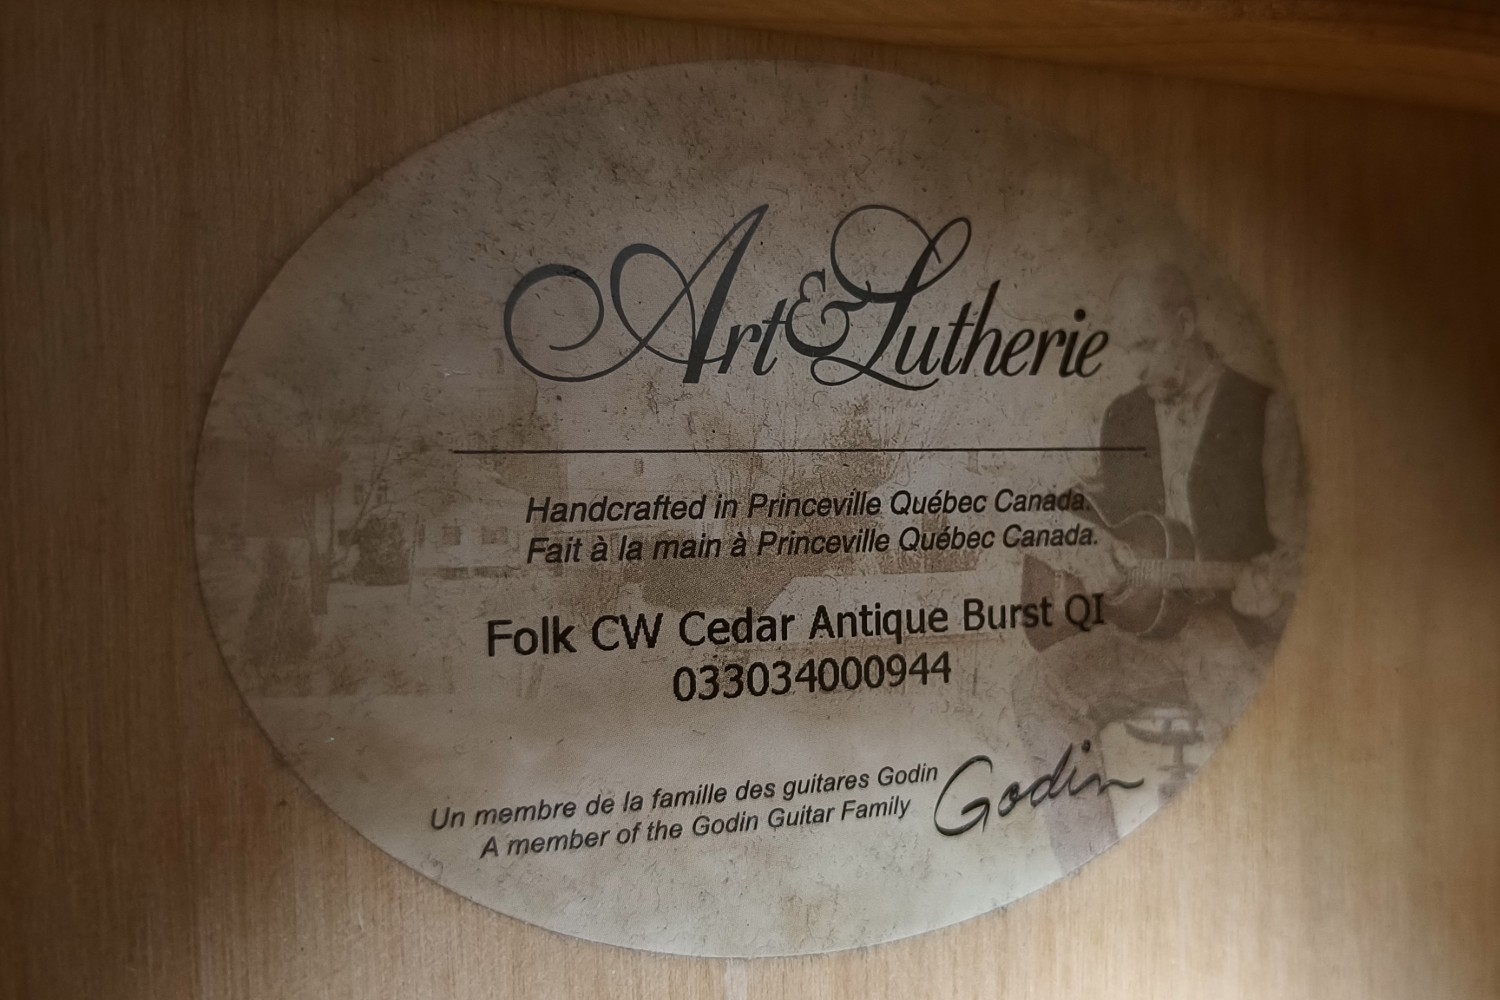 Art & Lutherie
Handcrafted in Princeville Québec Canada.
Fait à la main à Princeville Québec Canada.
Folk CW Cedar Antique Burst QI
033034000944
Un membre de la famille des guitares Godin
A member of the Godin Guitar Family
Godin